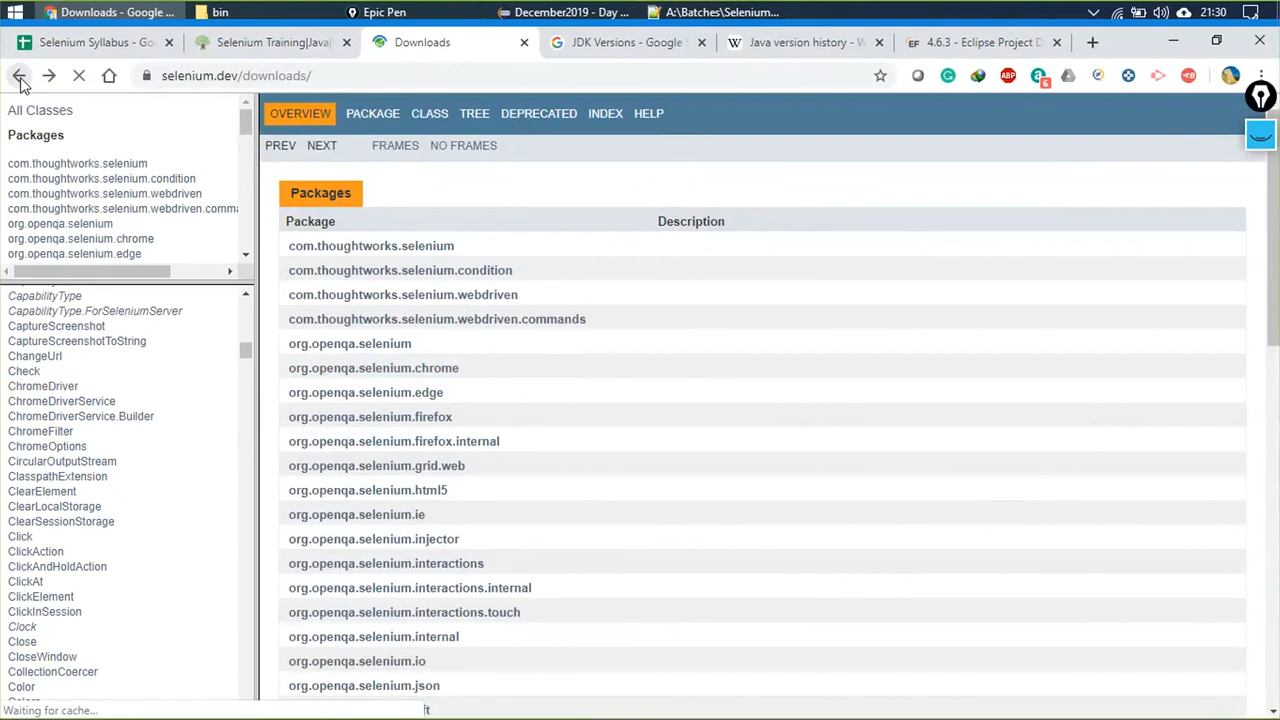 Downloads - Google ...
bin
Epic Pen
December2019 - Day ...
A:\Batches\Selenium...
21:30
Selenium Syllabus - Go
Selenium Training|Java|
Downloads
JDK Versions - Google S
Java version history - W
4.6.3 - Eclipse Project D
selenium.dev/downloads/
ABP
6
All Classes
Packages
com.thoughtworks.selenium
com.thoughtworks.selenium.condition
com.thoughtworks.selenium.webdriven
com.thoughtworks.selenium.webdriven.comma
org.openqa.selenium
org.openqa.selenium.chrome
org.openqa.selenium.edge
CapabilityType
CapabilityType.ForSeleniumServer
CaptureScreenshot
CaptureScreenshotToString
ChangeUrl
Check
ChromeDriver
ChromeDriverService
ChromeDriverService.Builder
ChromeFilter
ChromeOptions
CircularOutputStream
ClasspathExtension
ClearElement
ClearLocalStorage
ClearSessionStorage
Click
ClickAction
ClickAndHoldAction
ClickAt
ClickElement
ClickInSession
Clock
Close
CloseWindow
CollectionCoercer
Color
OVERVIEW PACKAGE CLASS TREE DEPRECATED INDEX HELP
PREV NEXT FRAMES NO FRAMES
Packages
Package Description
com.thoughtworks.selenium
com.thoughtworks.selenium.condition
com.thoughtworks.selenium.webdriven
com.thoughtworks.selenium.webdriven.commands
org.openqa.selenium
org.openqa.selenium.chrome
org.openqa.selenium.edge
org.openqa.selenium.firefox
org.openqa.selenium.firefox.internal
org.openqa.selenium.grid.web
org.openqa.selenium.html5
org.openqa.selenium.ie
org.openqa.selenium.injector
org.openqa.selenium.interactions
org.openqa.selenium.interactions.internal
org.openqa.selenium.interactions.touch
org.openqa.selenium.internal
org.openqa.selenium.io
org.openqa.selenium.json
Waiting for cache...